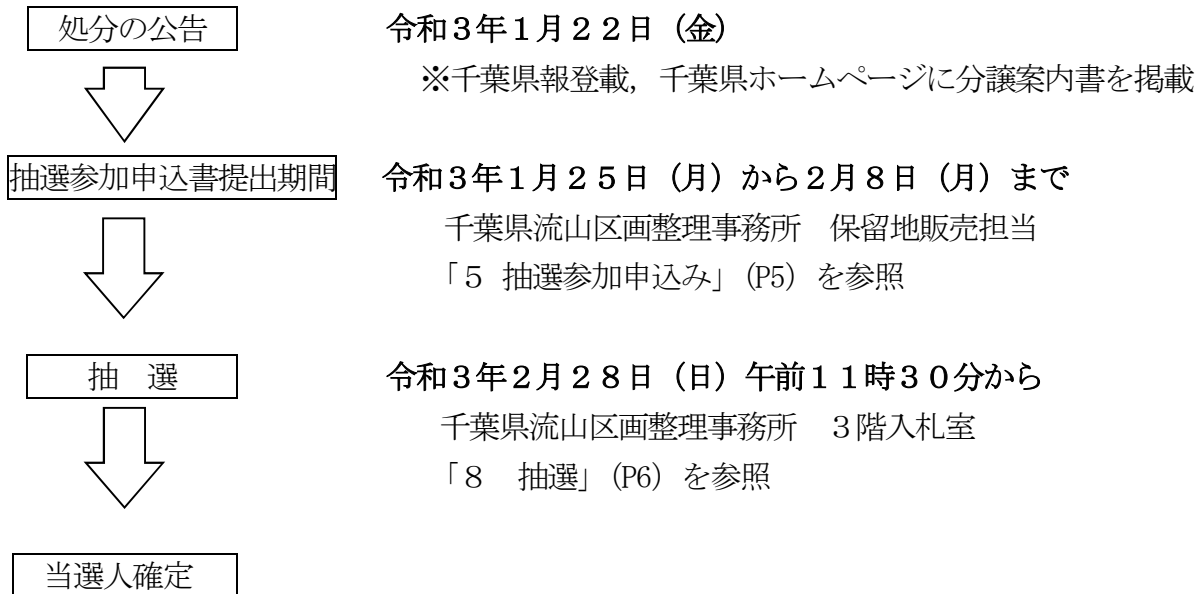 処分の公告　令和３年１月２２日（金）
※千葉県報登載，千葉県ホームページに分譲案内書を掲載
抽選参加申込書提出期間　令和３年１月２５日（月）から２月８日（月）まで
千葉県流山区画整理事務所　保留地販売担当
「５ 抽選参加申込み」（P5）を参照
抽　選　令和３年２月２８日（日）午前１１時３０分から
千葉県流山区画整理事務所　３階入札室
「８　抽選」（P6）を参照
当選人確定